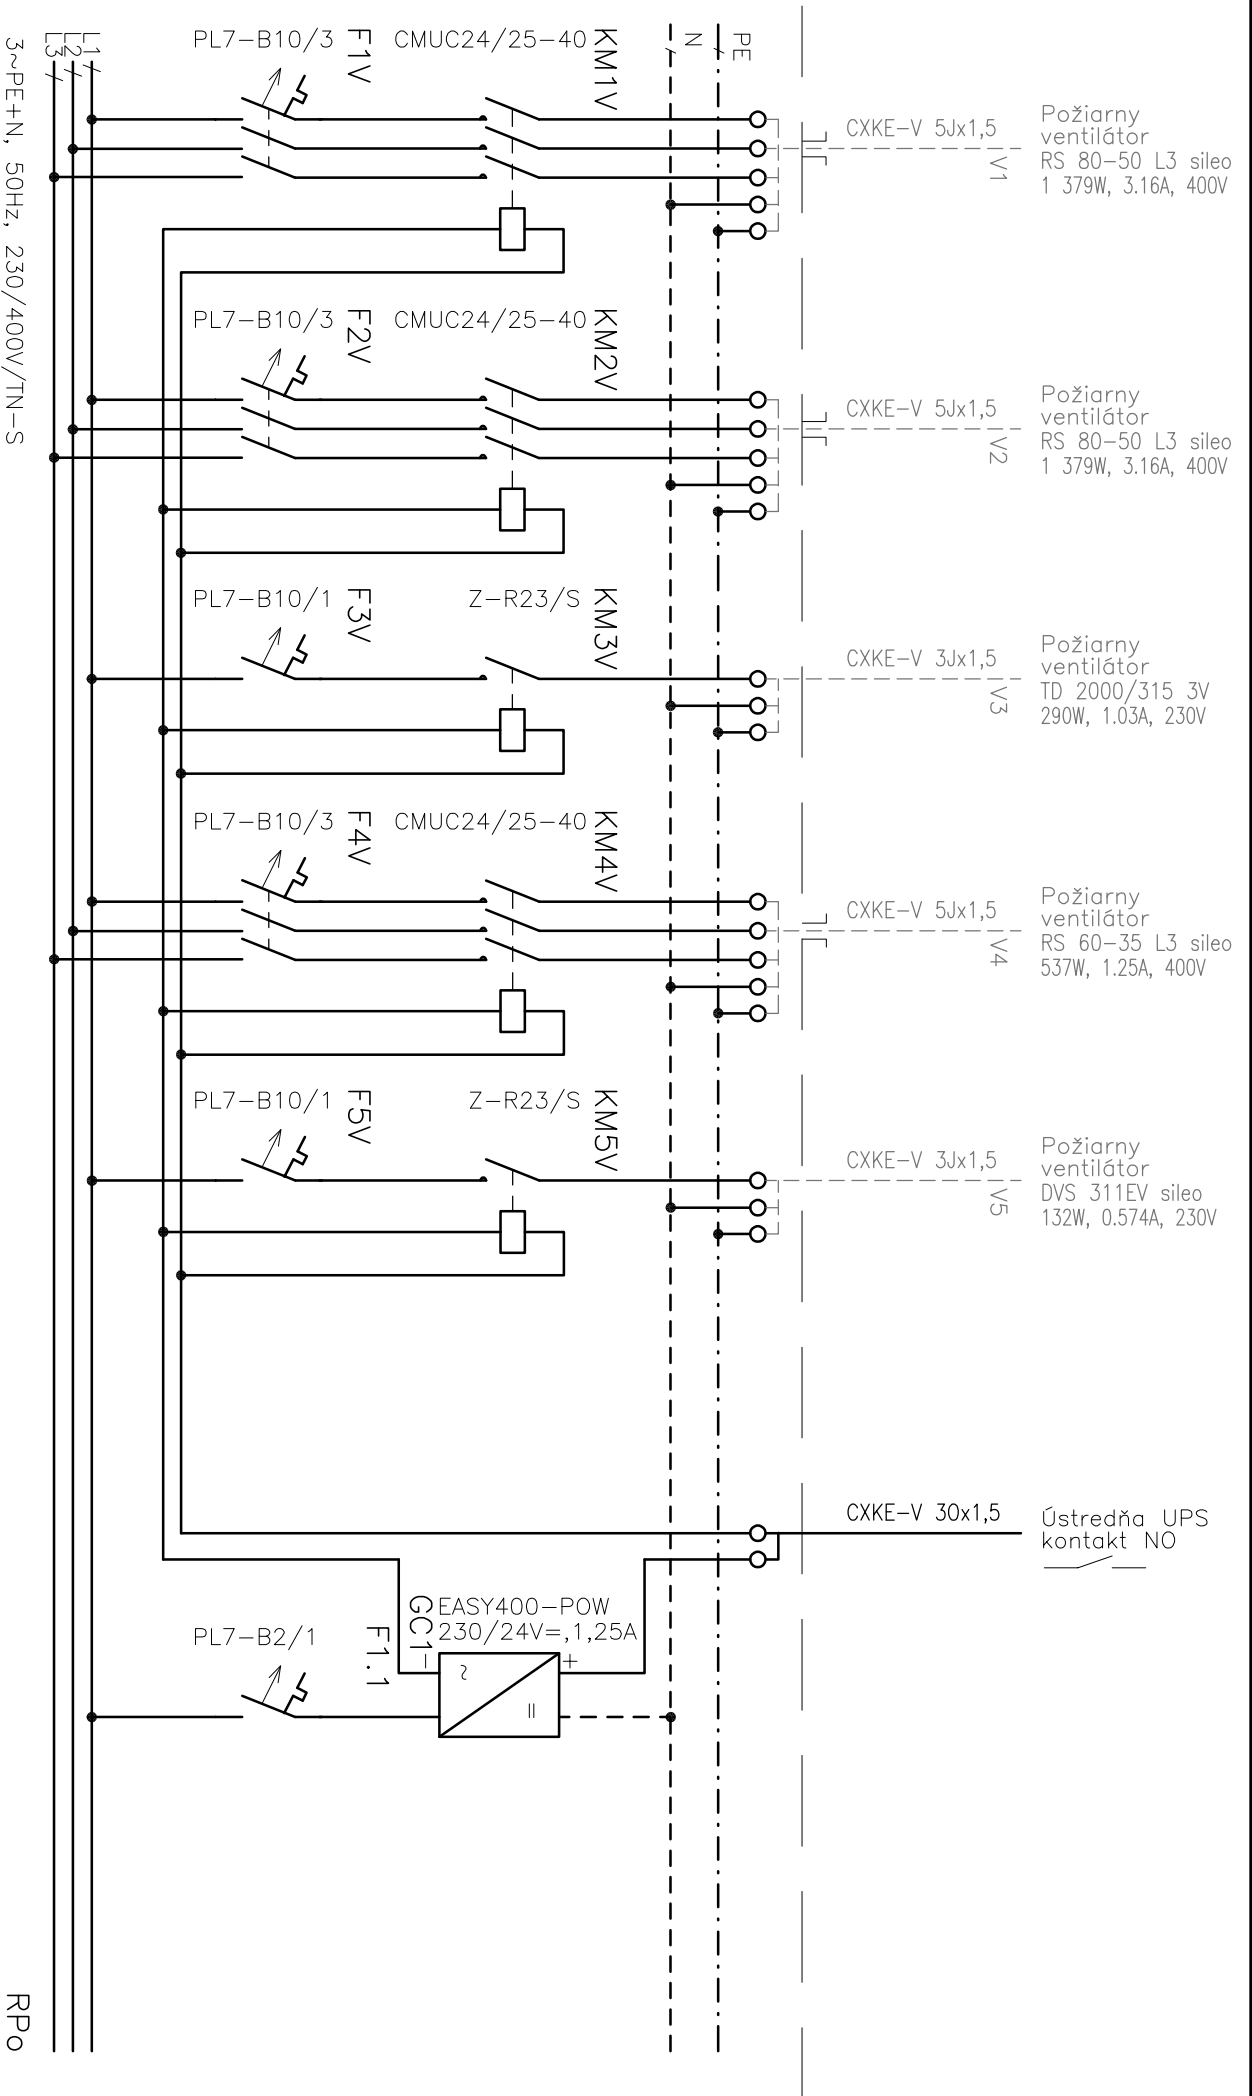 PL7-B10/3
F1V
CMUC24/25-40
KM1V
N
PE
CXKE-V 5Jx1,5
V1
Požiarny
ventilátor
RS 80-50 L3 sileo
1 379W, 3.16A, 400V
L1
L2
L3
3~PE+N, 50Hz, 230/400V/TN-S
PL7-B10/3
F2V
CMUC24/25-40
KM2V
CXKE-V 5Jx1,5
V2
Požiarny
ventilátor
RS 80-50 L3 sileo
1 379W, 3.16A, 400V
PL7-B10/1
F3V
Z-R23/S
KM3V
CXKE-V 3Jx1,5
V3
Požiarny
ventilátor
TD 2000/315 3V
290W, 1.03A, 230V
PL7-B10/3
F4V
CMUC24/25-40
KM4V
CXKE-V 5Jx1,5
V4
Požiarny
ventilátor
RS 60-35 L3 sileo
537W, 1.25A, 400V
PL7-B10/1
F5V
Z-R23/S
KM5V
CXKE-V 3Jx1,5
V5
Požiarny
ventilátor
DVS 311EV sileo
132W, 0.574A, 230V
CXKE-V 3Ox1,5
Ústredňa UPS
kontakt NO
PL7-B2/1
F1.1
GC1
EASY400-POW
230/24V=,1,25A
- +
~
=
RPo